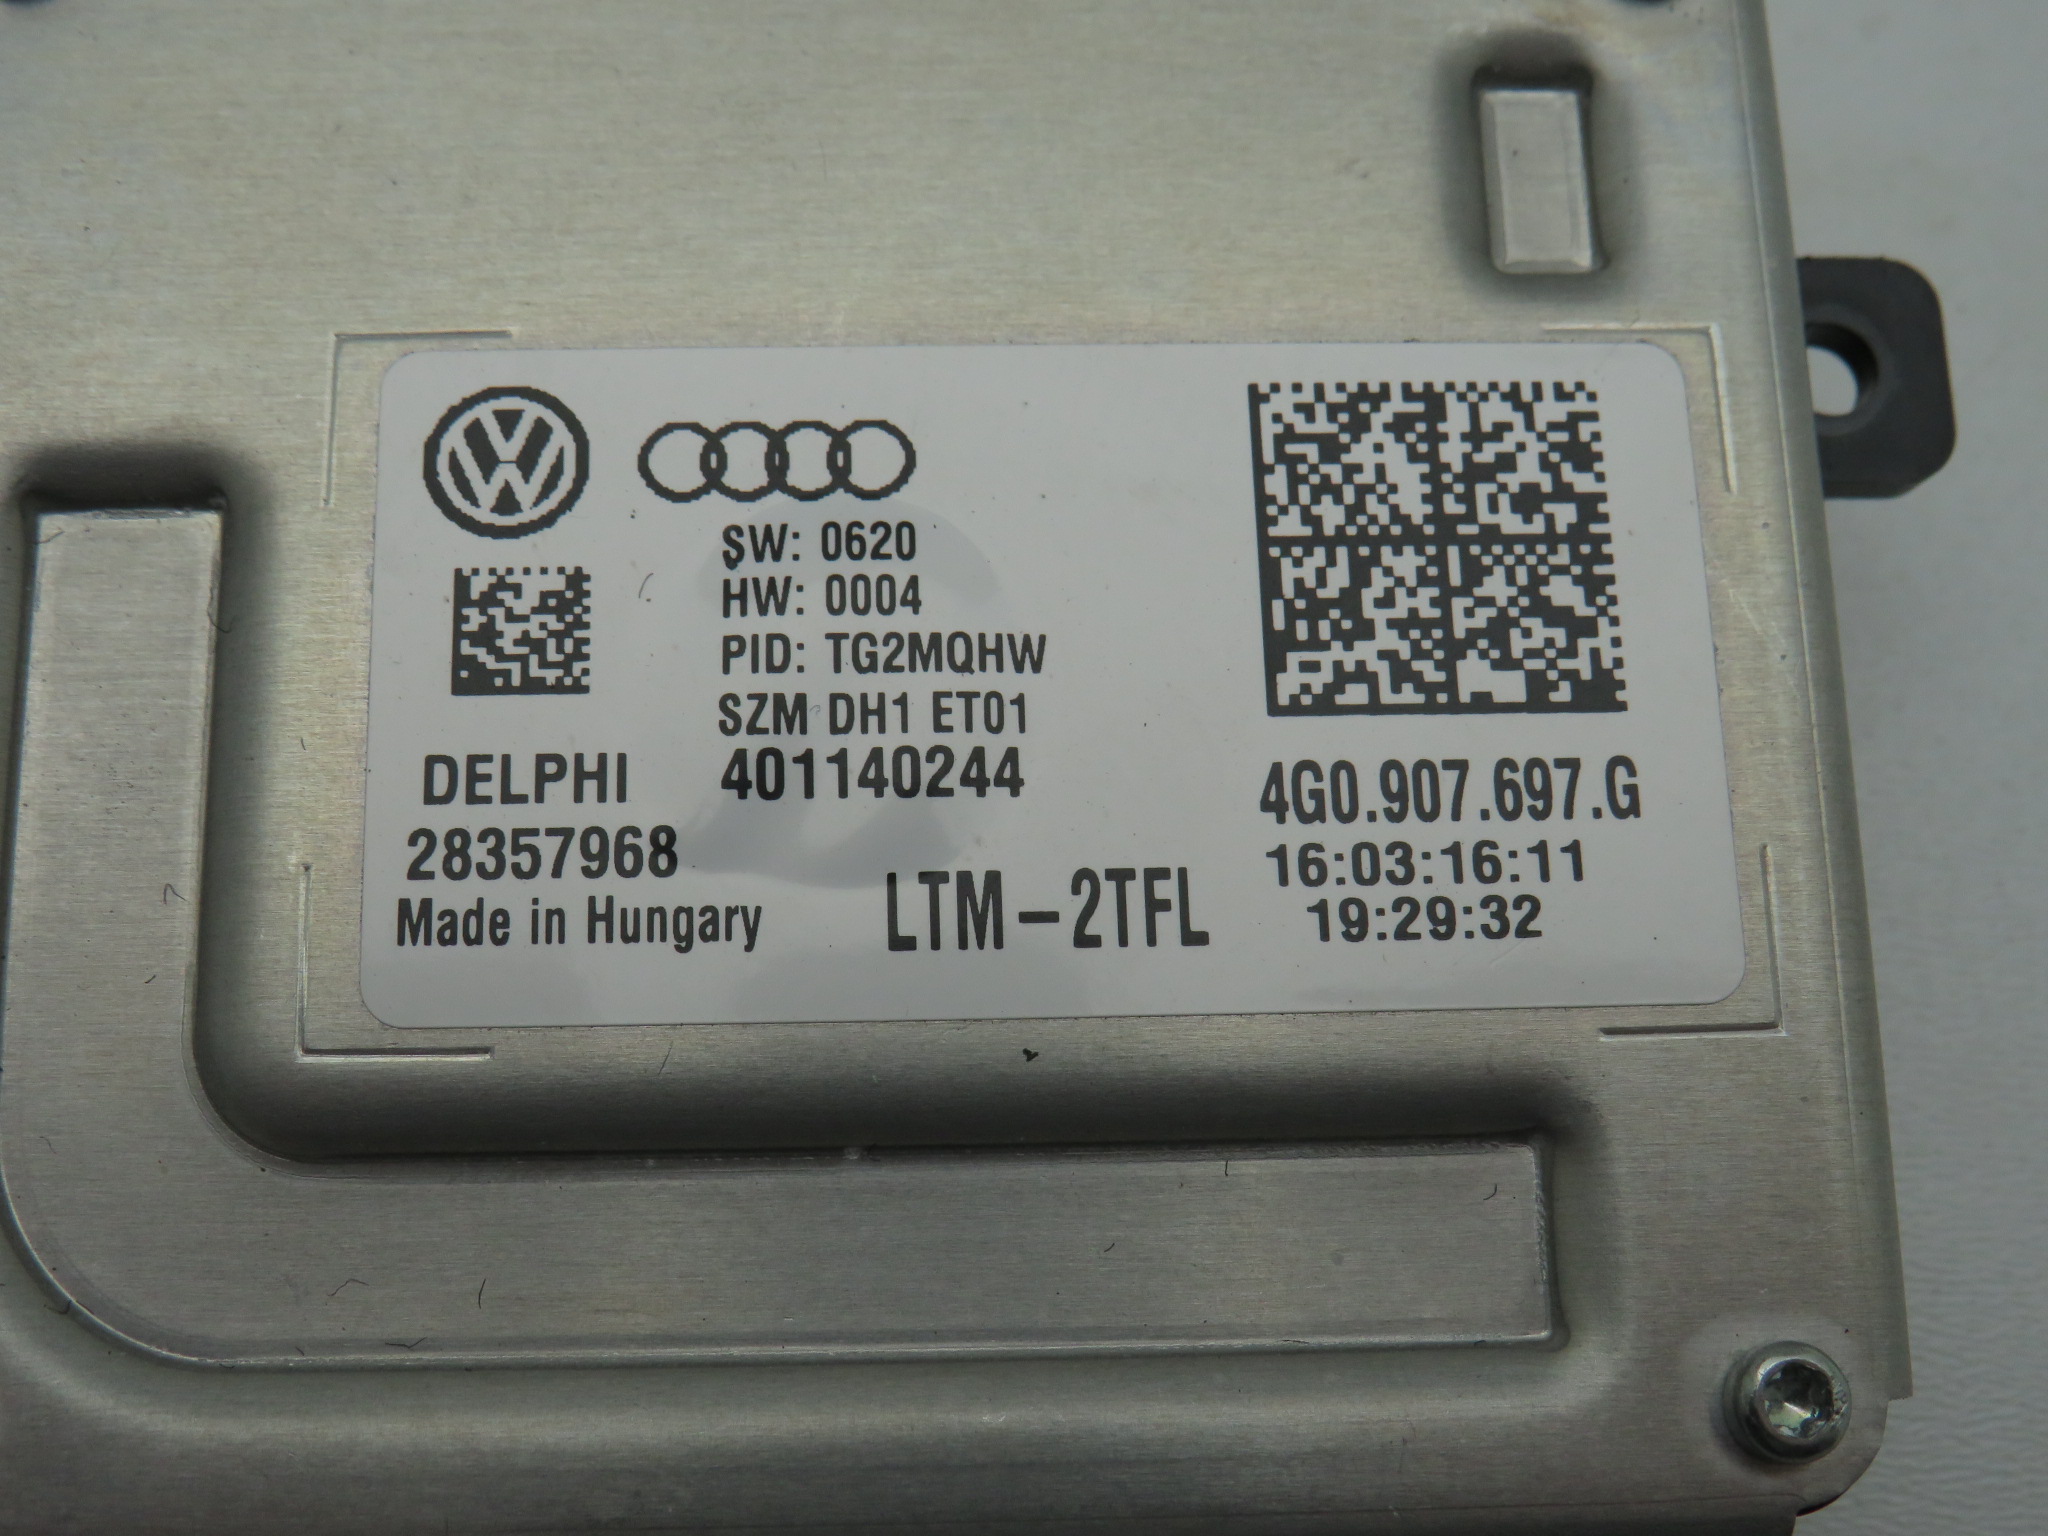 SW: 0620
HW: 0004
PID: TG2MQHW
SZM DH1 ET01
DELPHI 401140244
28357968
Made in Hungary
LTM-2TFL
4G0.907.697.G
16:03:16:11
19:29:32